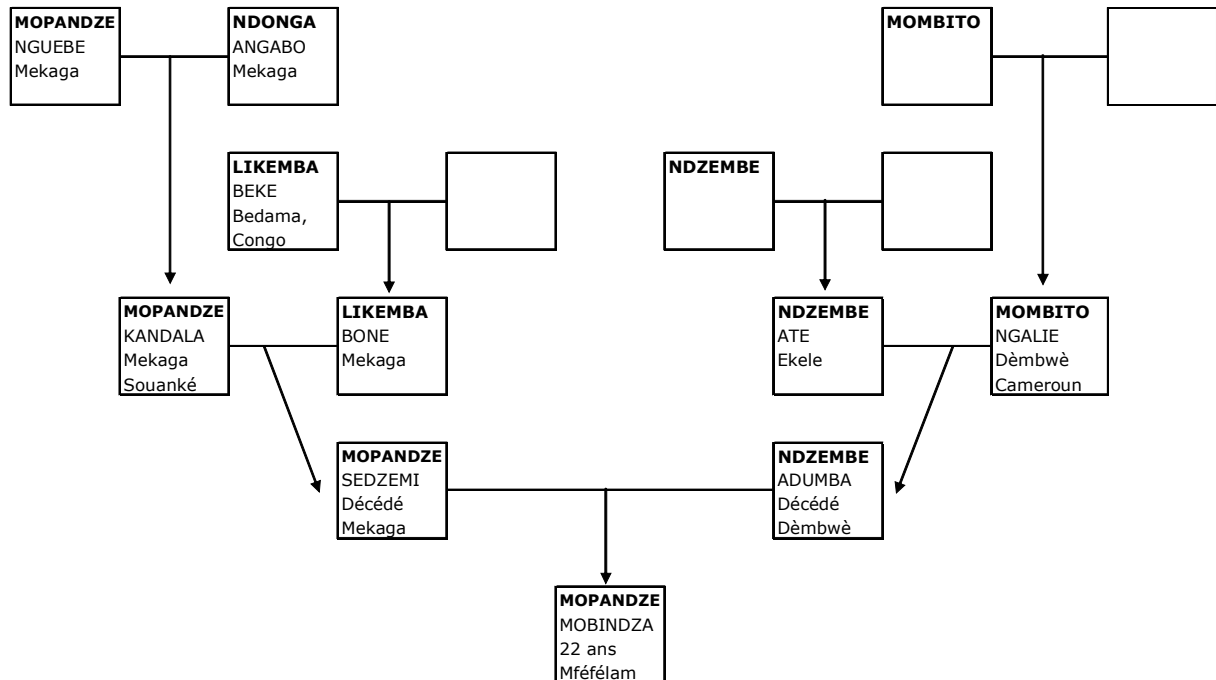 MOPANDZE
NGUEBE
Mekaga
NDONGA
ANGABO
Mekaga
MOMBITO
LIKEMBA
BEKE
Bedama,
Congo
NDZEMBE
MOPANDZE
KANDALA
Mekaga
Souanké
LIKEMBA
BONE
Mekaga
NDZEMBE
ATE
Ekele
MOMBITO
NGALIE
Dèmbwè
Cameroun
MOPANDZE
SEDZEMI
Décédé
Mekaga
NDZEMBE
ADUMBA
Décédé
Dèmbwè
MOPANDZE
MOBINDZA
22 ans
Mféfélam